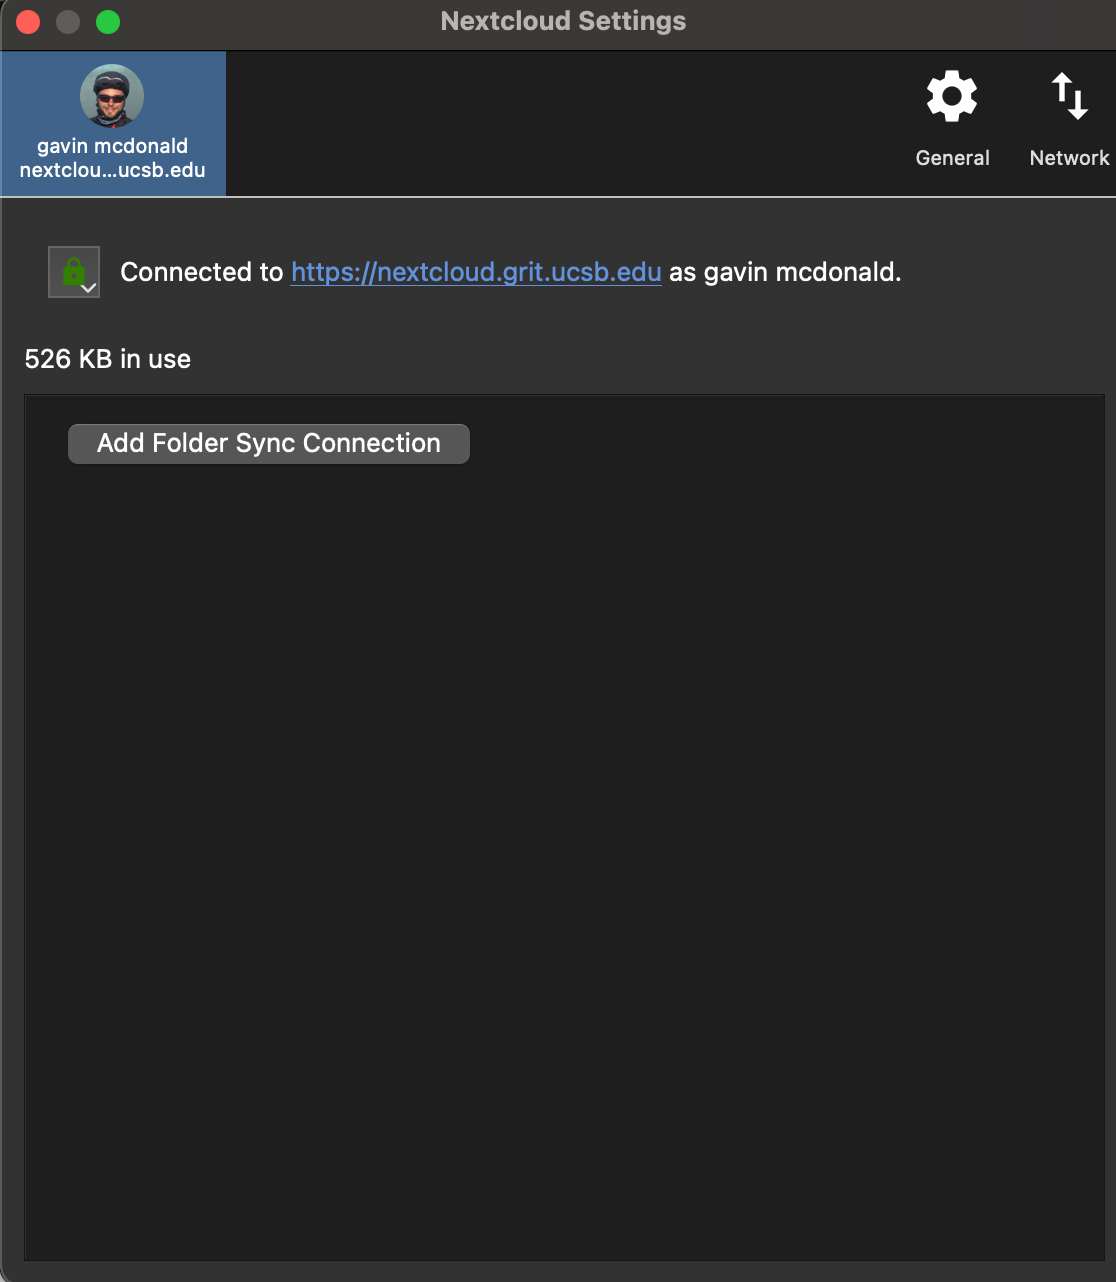 Nextcloud Settings
gavin mcdonald
nextclou...ucsb.edu
General
Network
Connected to https://nextcloud.grit.ucsb.edu as gavin mcdonald.
526 KB in use
Add Folder Sync Connection